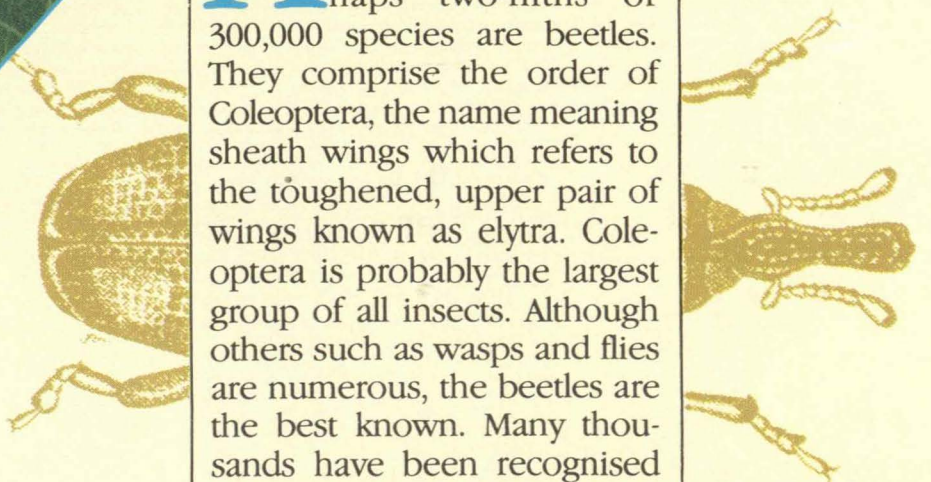 two-fifths of
300,000 species are beetles.
They comprise the order of
Coleoptera, the name meaning
sheath wings which refers to
the toughened, upper pair of
wings known as elytra. Cole-
optera is probably the largest
group of all insects. Although
others such as wasps and flies
are numerous, the beetles are
the best known. Many thou-
sands have been recognised